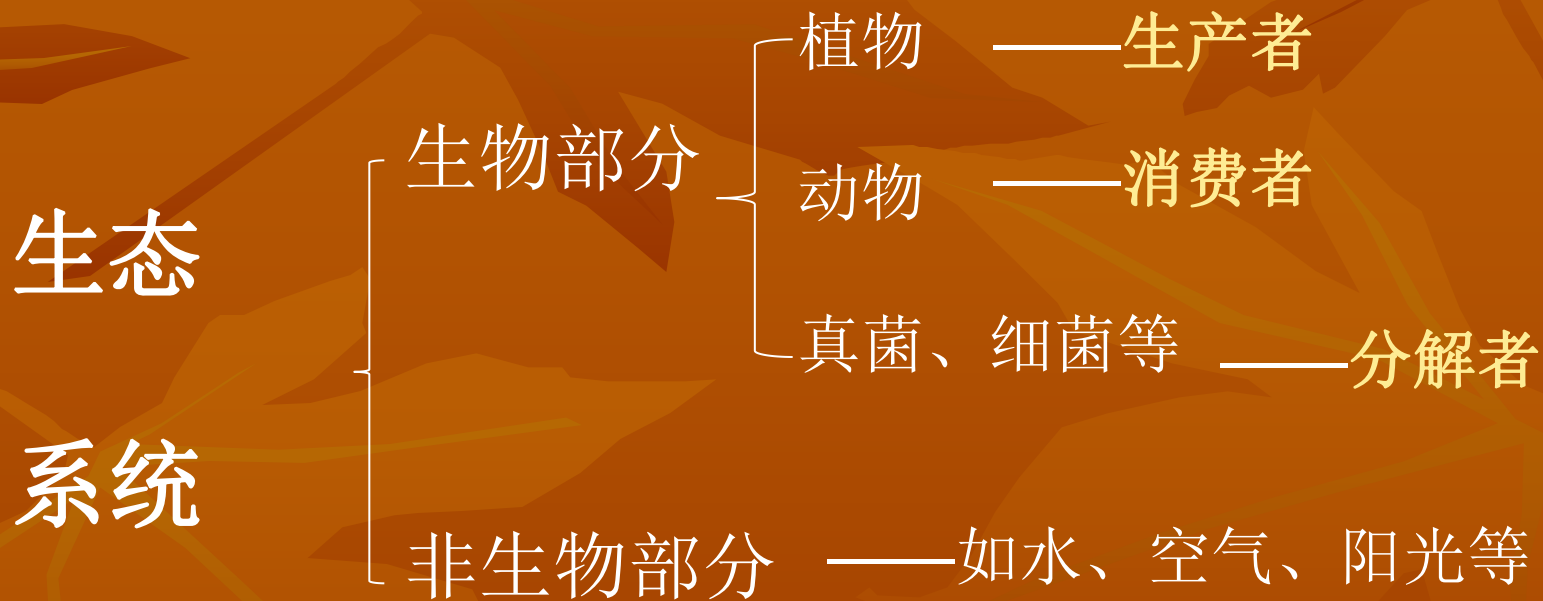 植物 ——生产者
生物部分
动物 ——消费者
生态
真菌、细菌等 ——分解者
系统
非生物部分 ——如水、空气、阳光等